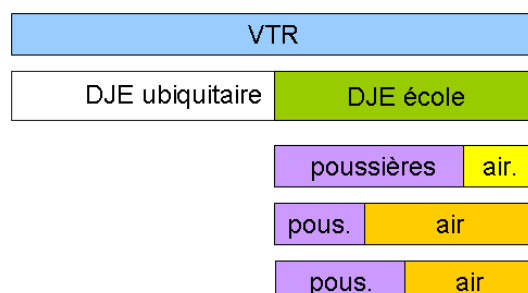 VTR
DJE ubiquitaire DJE école
poussières air.
pous. air
pous. air